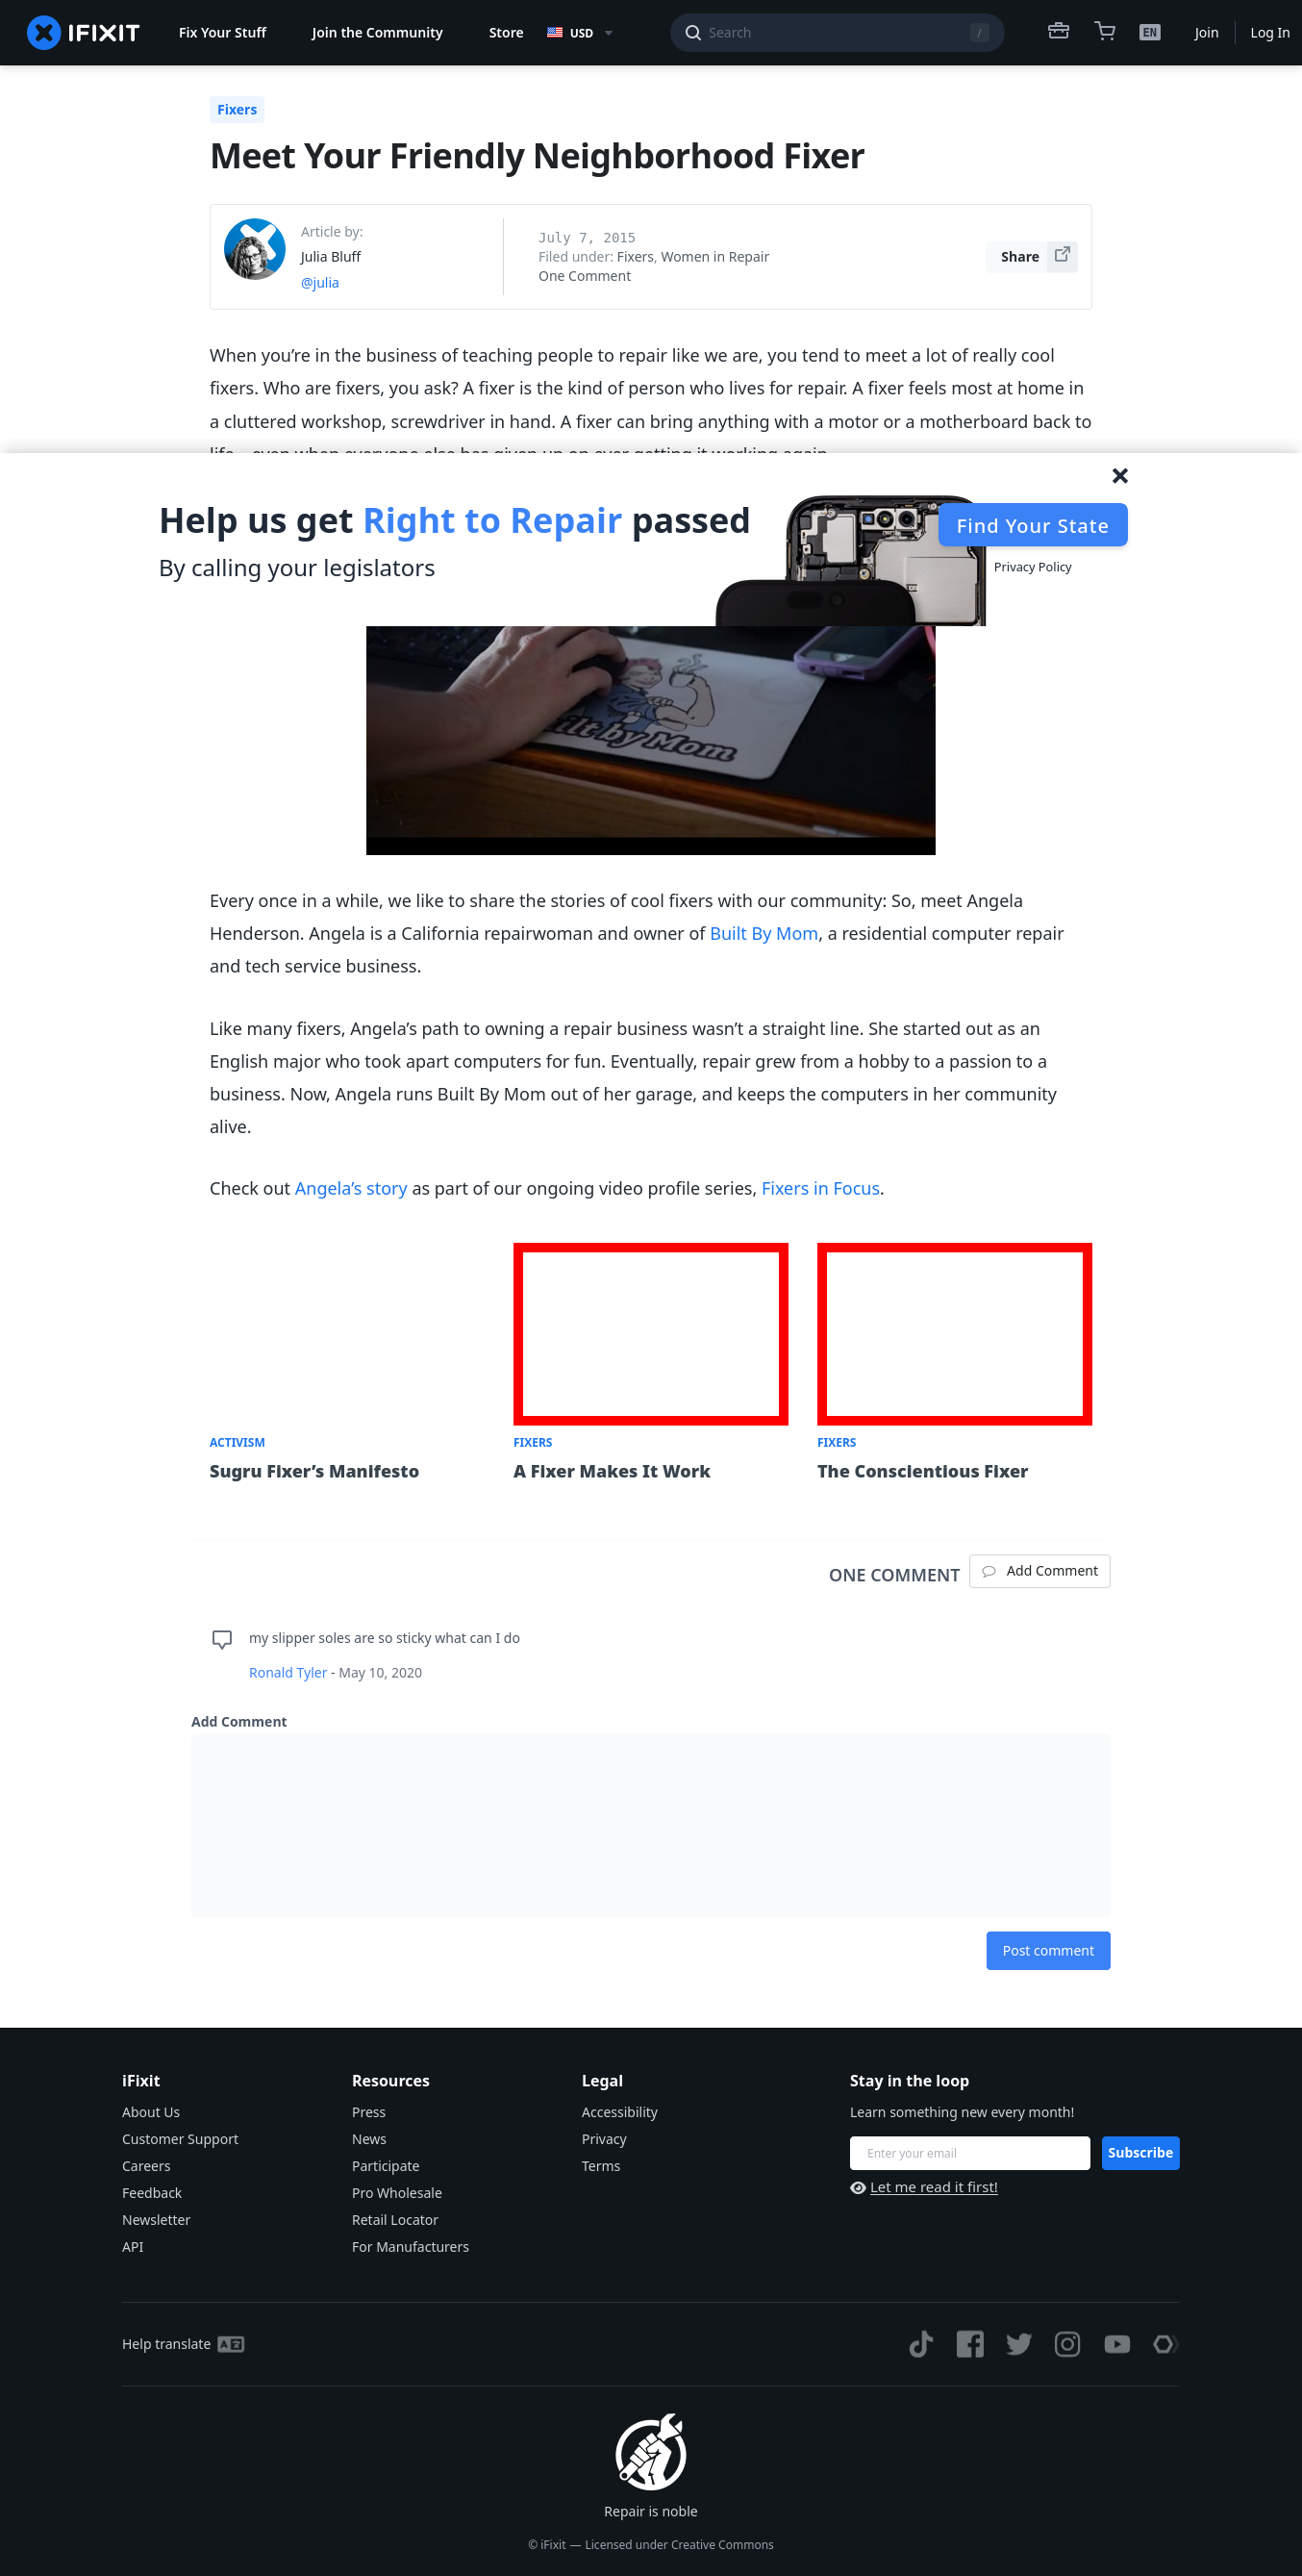 IFIXIT
Fix Your Stuff
Join the Community
Store
USD
Search
/
EN
Join
Log In
Fixers
Meet Your Friendly Neighborhood Fixer
Article by:
Julia Bluff
@julia
July 7, 2015
Filed under: Fixers, Women in Repair
One Comment
Share
When you’re in the business of teaching people to repair like we are, you tend to meet a lot of really cool
fixers. Who are fixers, you ask? A fixer is the kind of person who lives for repair. A fixer feels most at home in
a cluttered workshop, screwdriver in hand. A fixer can bring anything with a motor or a motherboard back to
Help us get Right to Repair passed
By calling your legislators
Find Your State
Privacy Policy
by Mom
Every once in a while, we like to share the stories of cool fixers with our community: So, meet Angela
Henderson. Angela is a California repairwoman and owner of Built By Mom, a residential computer repair
and tech service business.
Like many fixers, Angela’s path to owning a repair business wasn’t a straight line. She started out as an
English major who took apart computers for fun. Eventually, repair grew from a hobby to a passion to a
business. Now, Angela runs Built By Mom out of her garage, and keeps the computers in her community
alive.
Check out Angela’s story as part of our ongoing video profile series, Fixers in Focus.
ACTIVISM
Sugru Fixer’s Manifesto
FIXERS
A Fixer Makes It Work
FIXERS
The Conscientious Fixer
ONE COMMENT
Add Comment
my slipper soles are so sticky what can I do
Ronald Tyler - May 10, 2020
Add Comment
Post comment
iFixit
About Us
Customer Support
Careers
Feedback
Newsletter
API
Resources
Press
News
Participate
Pro Wholesale
Retail Locator
For Manufacturers
Legal
Accessibility
Privacy
Terms
Stay in the loop
Learn something new every month!
Enter your email
Subscribe
Let me read it first!
Help translate
Repair is noble
© iFixit — Licensed under Creative Commons